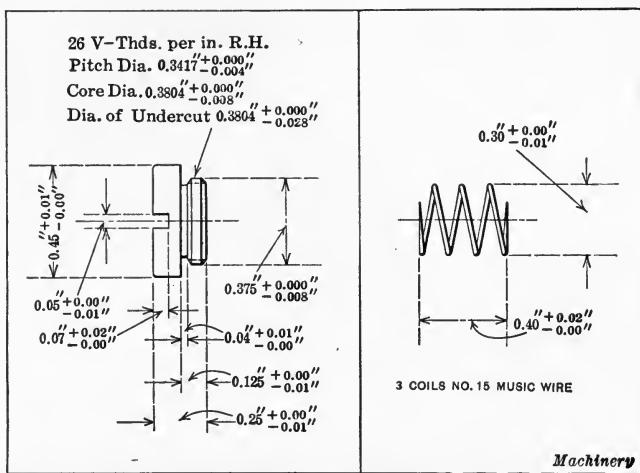 26 V-Thds. per in. R.H.
Pitch Dia. 0.3417"+0.000" -0.004"
Core Dia. 0.3804"+0.000" -0.008"
Dia. of Undercut 0.3804"+0.000" -0.028"
0.45"+0.01" -0.00"
0.05"+0.00" -0.01"
0.07"+0.02" -0.00"
0.375"+0.000" -0.008"
0.04"+0.01" -0.00"
0.125"+0.00" -0.01"
0.25"+0.00" -0.01"
0.30"+0.00" -0.01"
0.40"+0.02" -0.00"
3 COILS NO. 15 MUSIC WIRE
Machinery